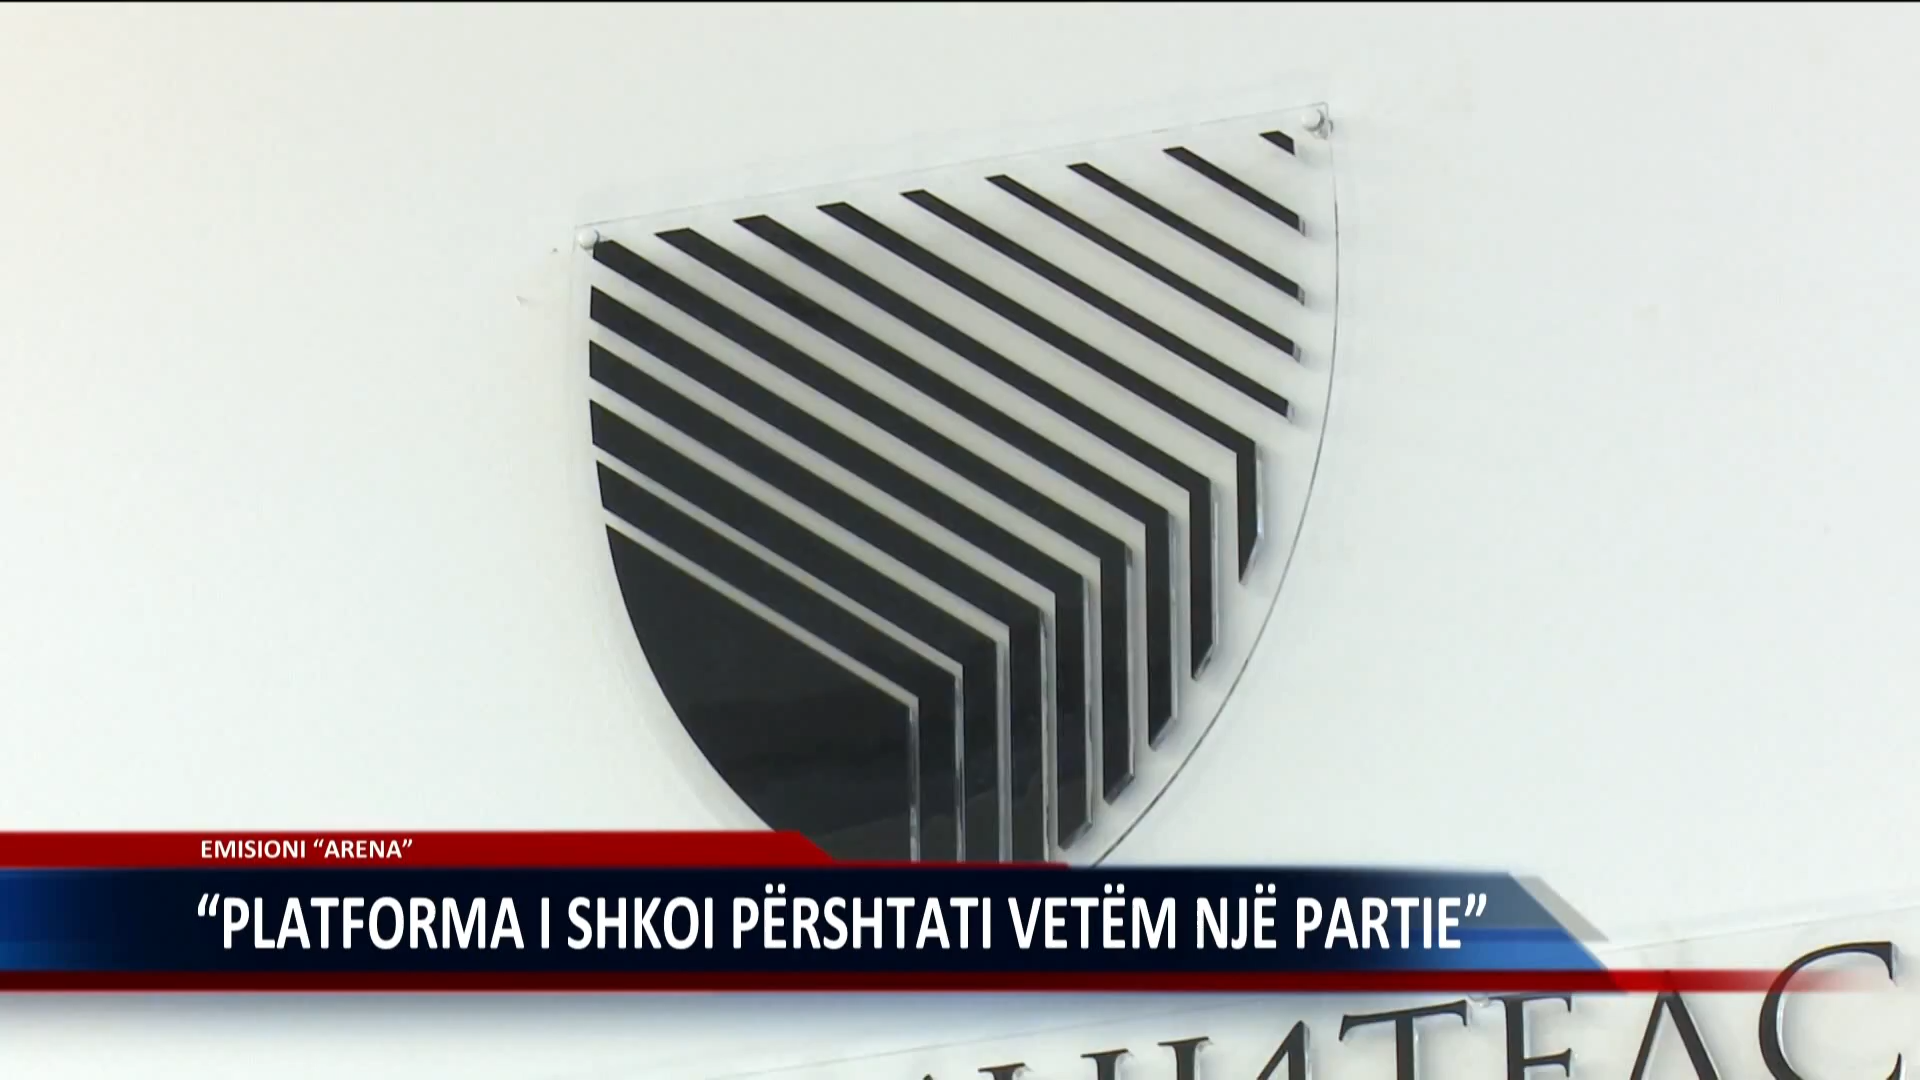 EMISIONI “ARENA”
“PLATFORMA I SHKOI PËRSHTATI VETËM NJË PARTIE”